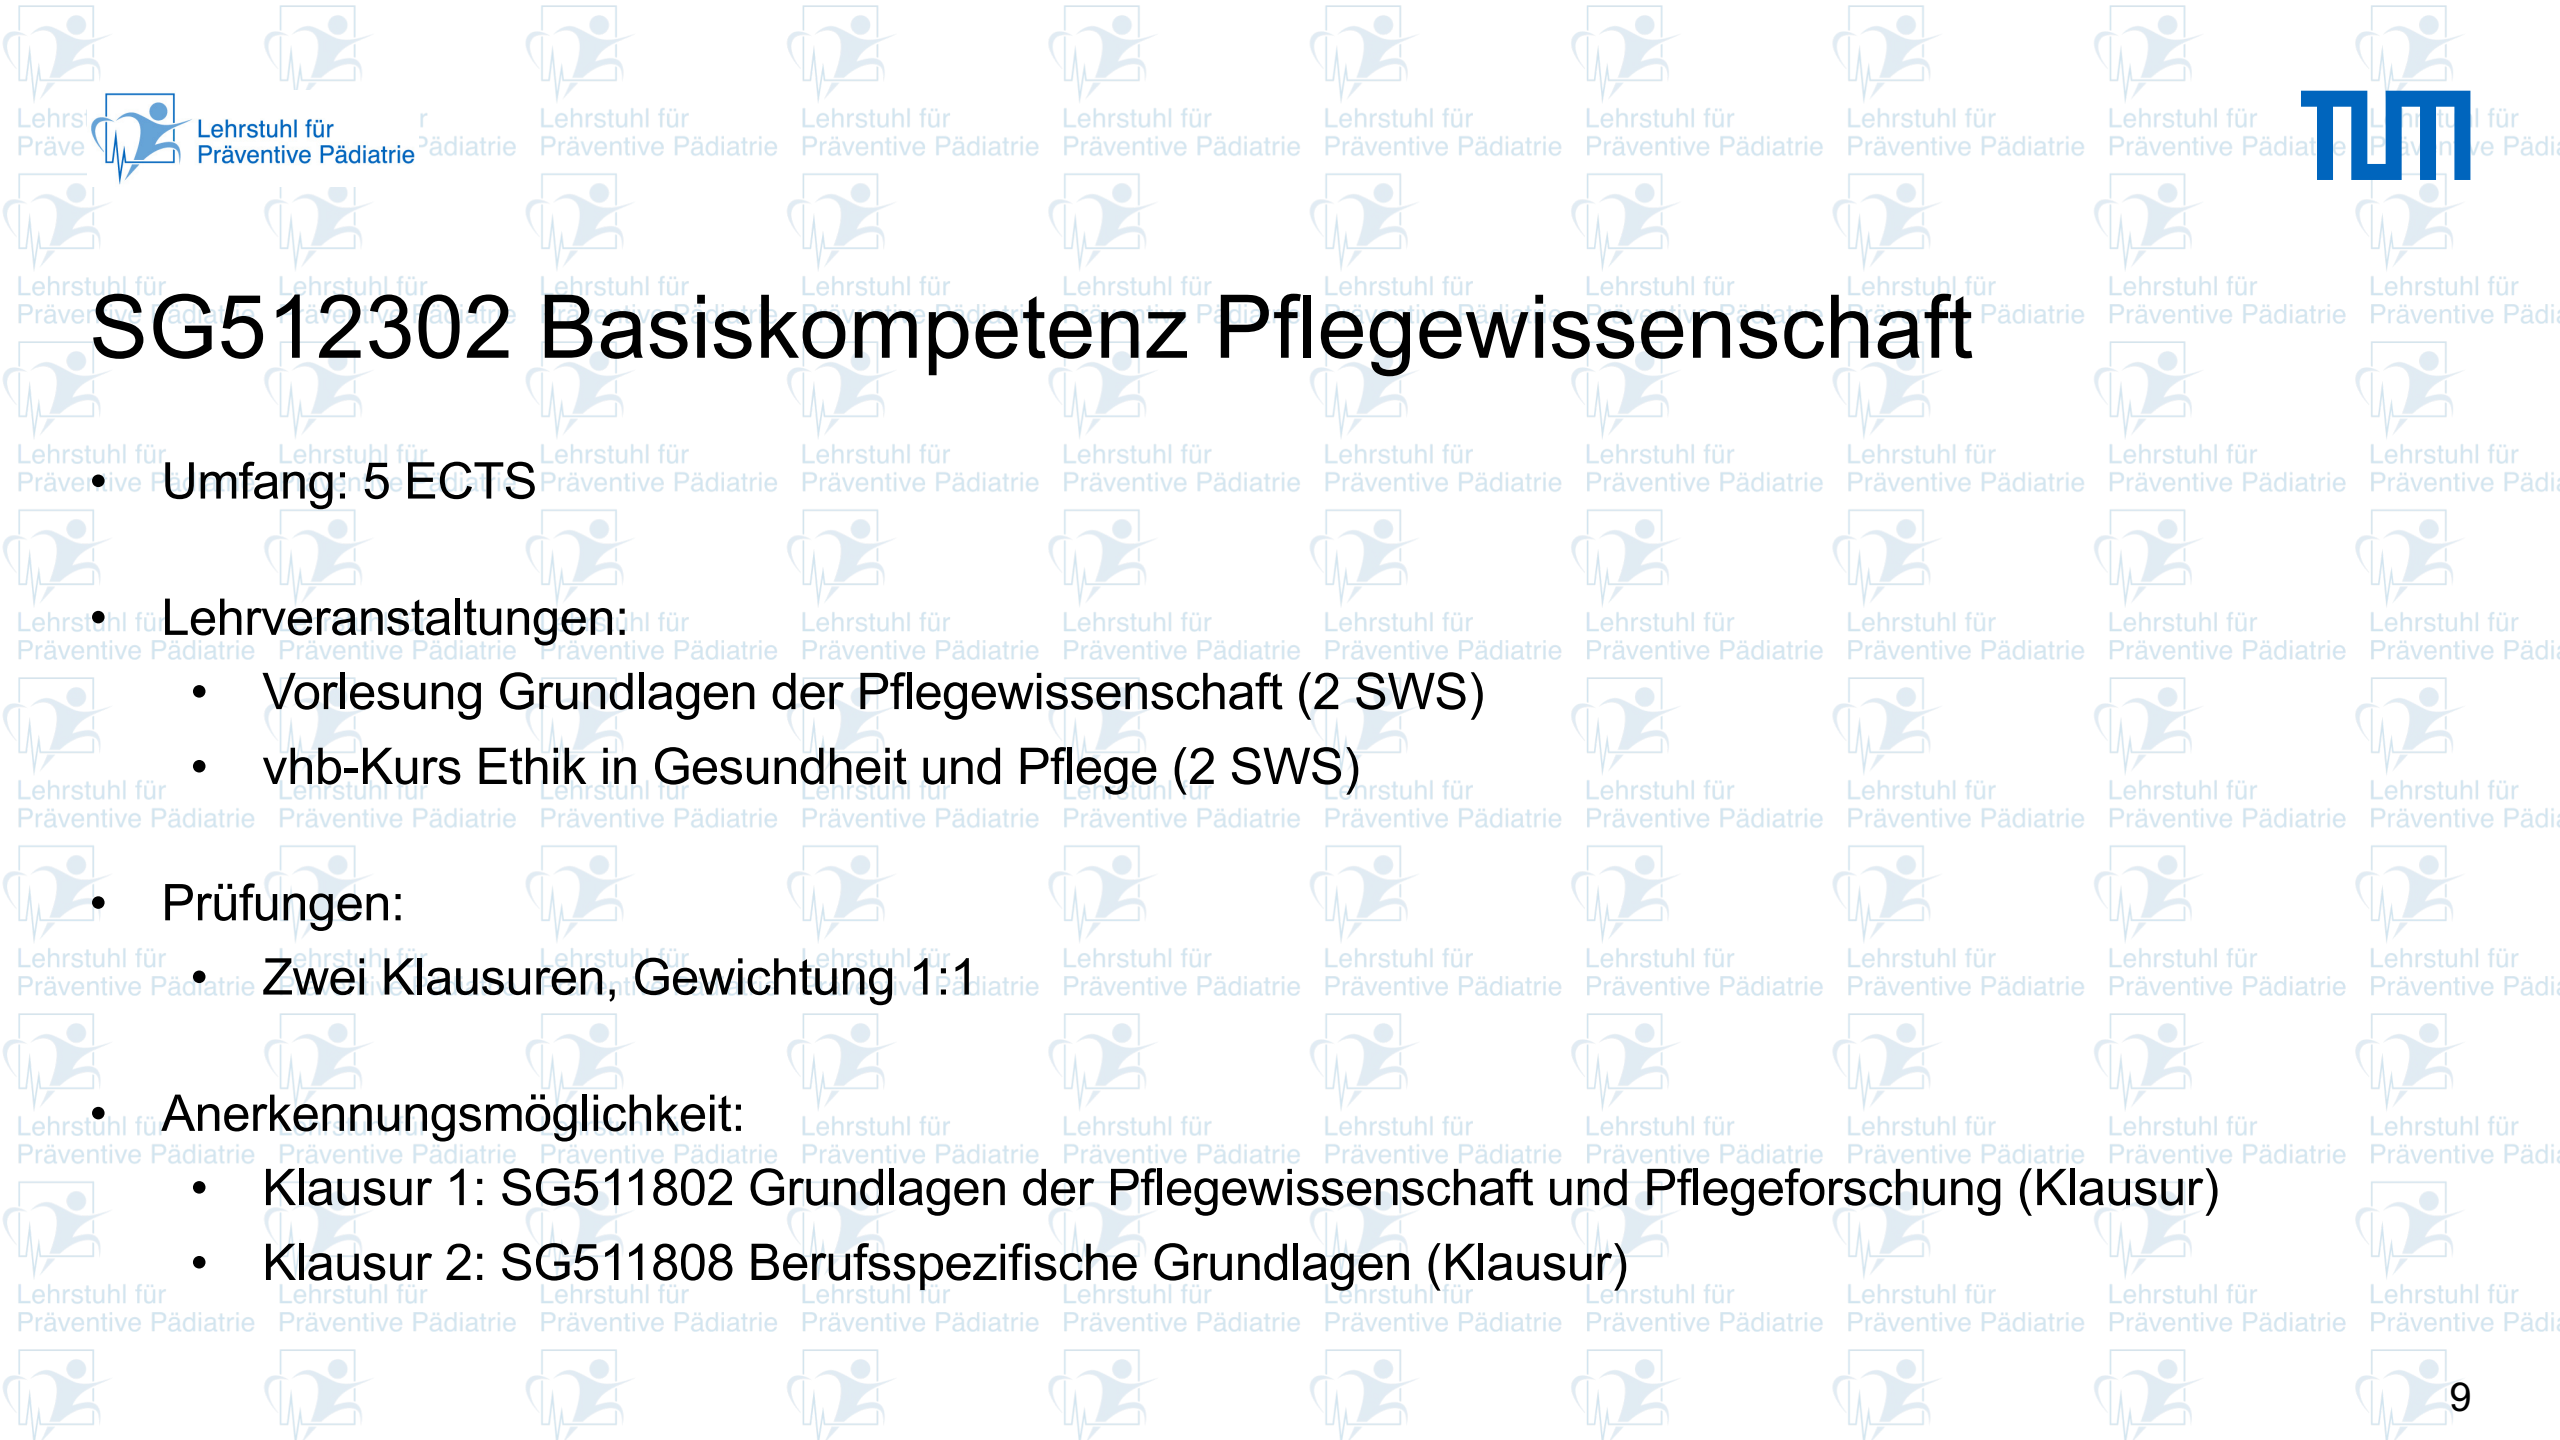 Lehrstuhl für
Präventive Pädiatrie
TUM
SG512302 Basiskompetenz Pflegewissenschaft
• Umfang: 5 ECTS
• Lehrveranstaltungen:
• Vorlesung Grundlagen der Pflegewissenschaft (2 SWS)
• vhb-Kurs Ethik in Gesundheit und Pflege (2 SWS)
• Prüfungen:
• Zwei Klausuren, Gewichtung 1:1
• Anerkennungsmöglichkeit:
• Klausur 1: SG511802 Grundlagen der Pflegewissenschaft und Pflegeforschung (Klausur)
• Klausur 2: SG511808 Berufsspezifische Grundlagen (Klausur)
9